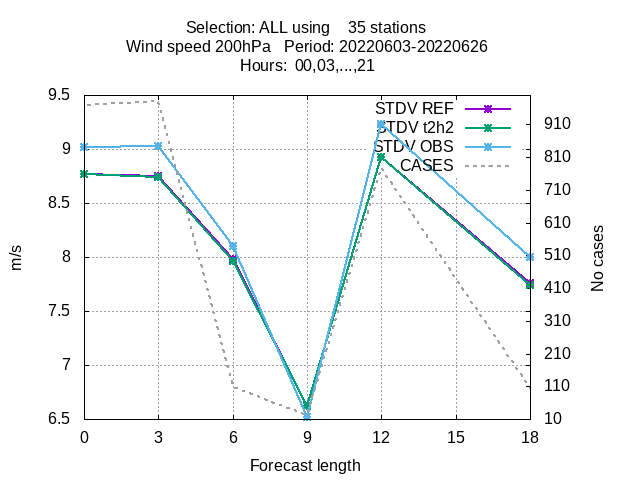 Selection: ALL using    35 stations
Wind speed 200hPa   Period: 20220603-20220626
Hours:  00,03,...,21
STDV REF
STDV t2h2
STDV OBS
CASES
9.5
9
8.5
8
7.5
7
6.5
910
810
710
610
510
410
310
210
110
10
m/s
No cases
0 3 6 9 12 15 18
Forecast length